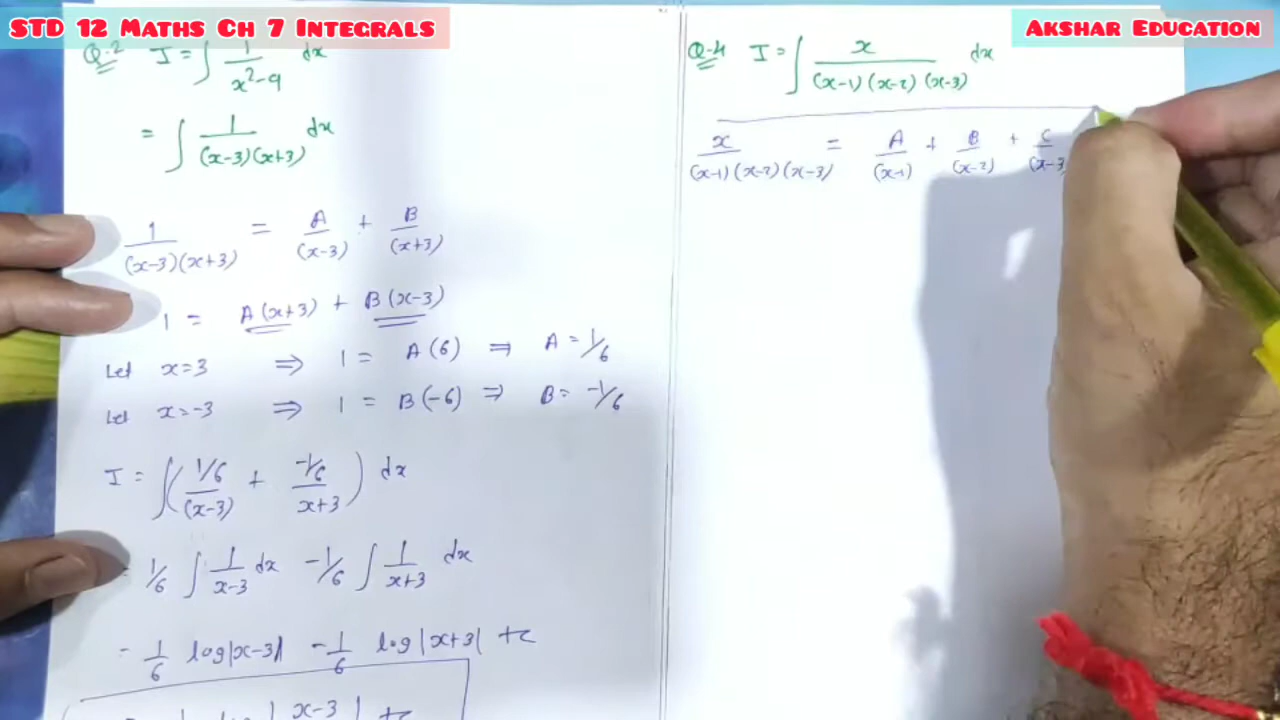 STD 12 Maths Ch 7 Integrals
Akshar Education
Q-2 I = ∫ 1/(x²-9) dx
= ∫ 1/((x-3)(x+3)) dx
1/((x-3)(x+3)) = A/(x-3) + B/(x+3)
1 = A(x+3) + B(x-3)
Let x=3 ⇒ 1 = A(6) ⇒ A = 1/6
Let x=-3 ⇒ 1 = B(-6) ⇒ B = -1/6
I = ∫( (1/6)/(x-3) + (-1/6)/(x+3) ) dx
= 1/6 ∫ 1/(x-3) dx -1/6 ∫ 1/(x+3) dx
= 1/6 log|x-3| - 1/6 log|x+3| + c
x-3
+c
Q-4 I = ∫ x/((x-1)(x-2)(x-3)) dx
x/((x-1)(x-2)(x-3)) = A/(x-1) + B/(x-2) + C/(x-3